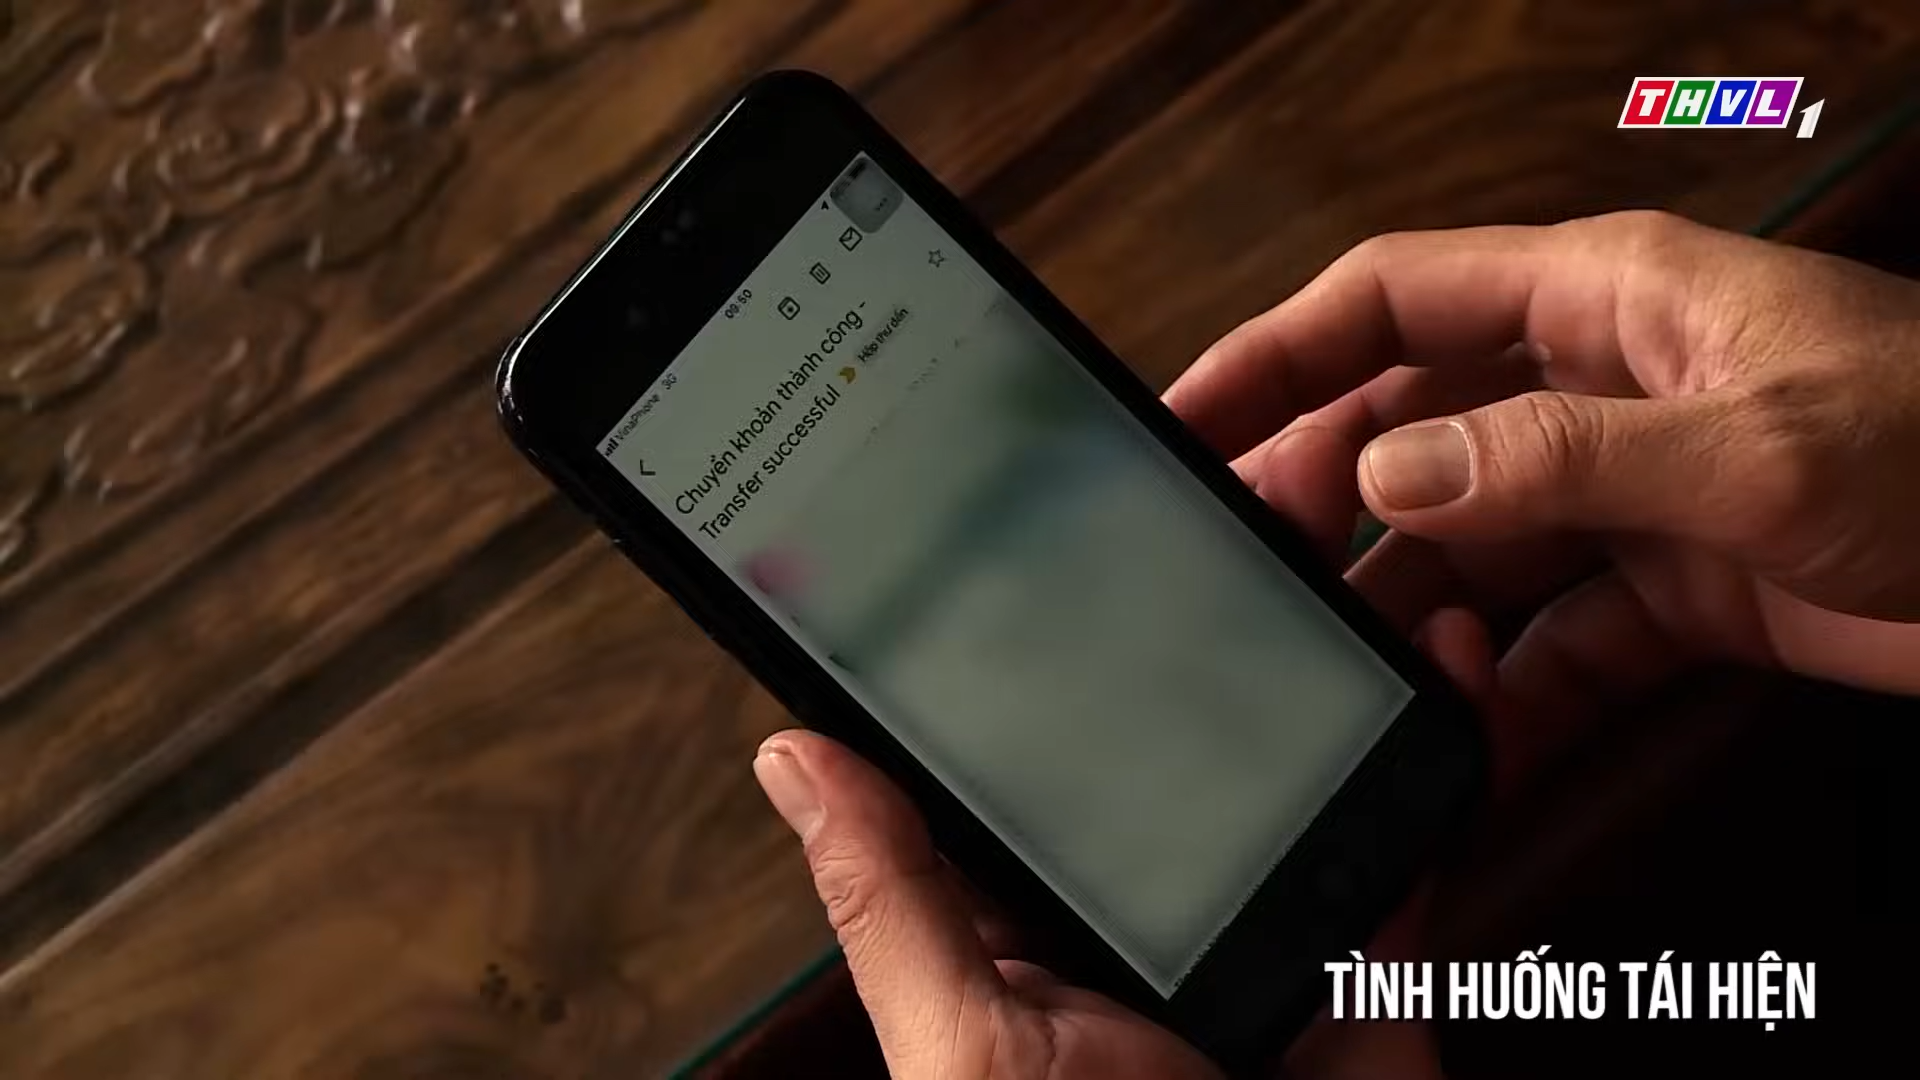 THVL1
VinaPhone 3G
09:50
Chuyển khoản thành công -
Transfer successful
Hộp thư đến
TÌNH HUỐNG TÁI HIỆN